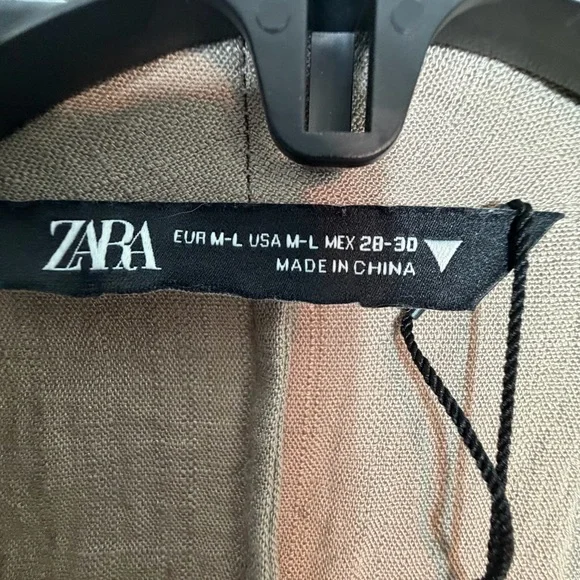 ZARA
EUR M-L USA M-L MEX 28-30
MADE IN CHINA